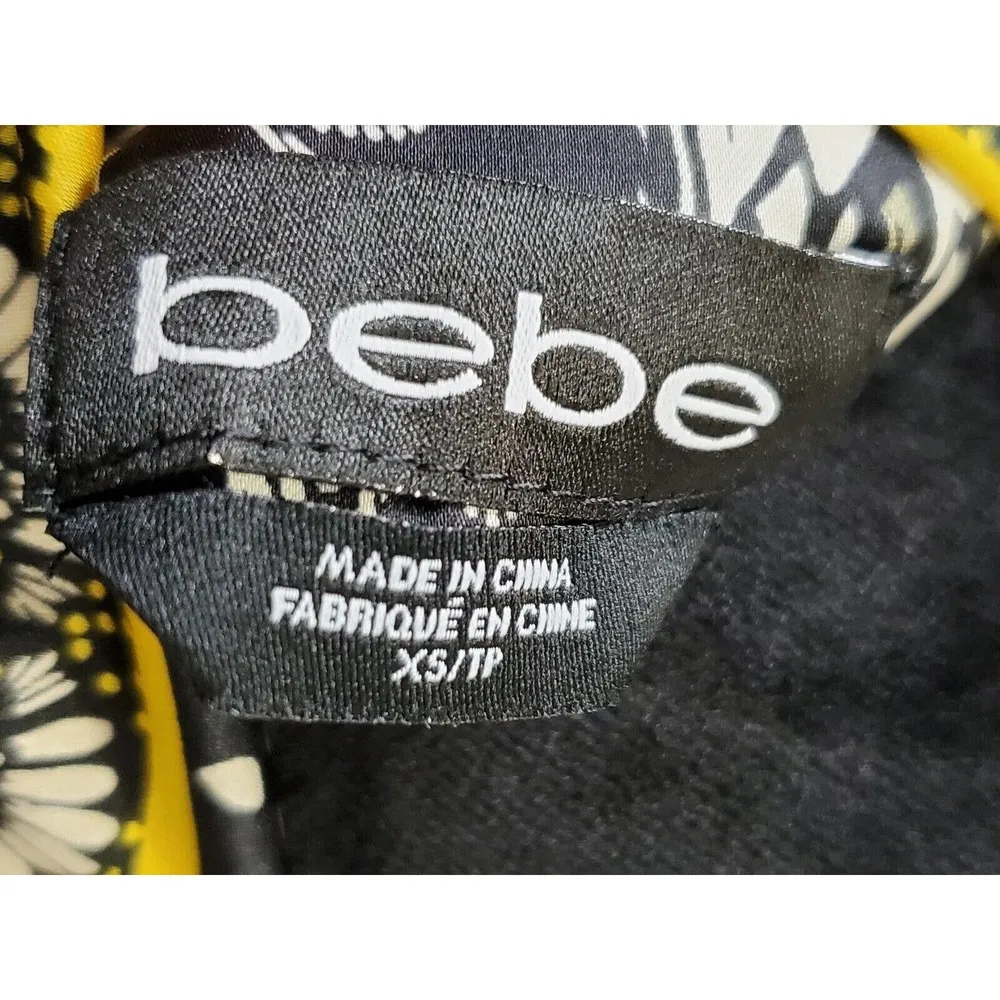 bebe
MADE IN CHINA
FABRIQUÉ EN CHINE
XS/TP